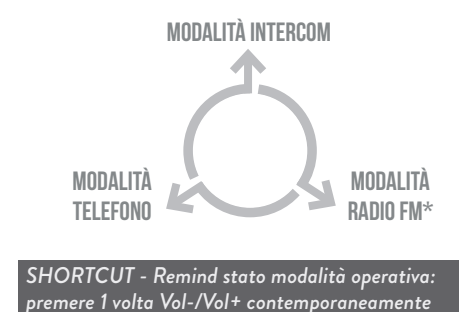 MODALITÀ INTERCOM
MODALITÀ
TELEFONO
MODALITÀ
RADIO FM*
SHORTCUT - Remind stato modalità operativa:
premere 1 volta Vol-/Vol+ contemporaneamente